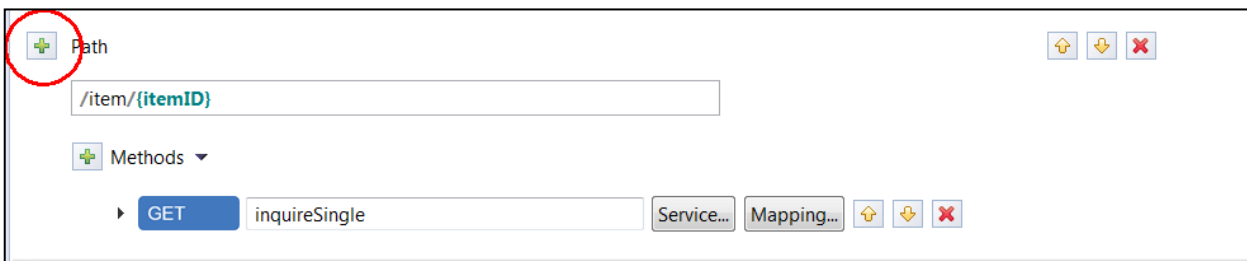 Path
/item/{itemID}
Methods
GET inquireSingle Service... Mapping...